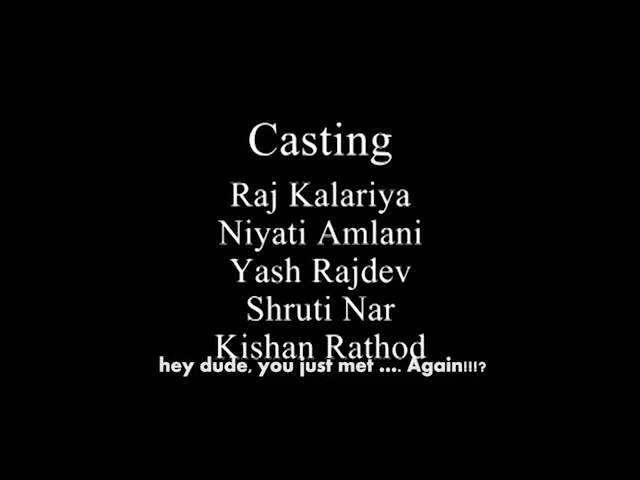 Casting
Raj Kalariya
Niyati Amlani
Yash Rajdev
Shruti Nar
Kishan Rathod
hey dude, you just met .... Again!!!?